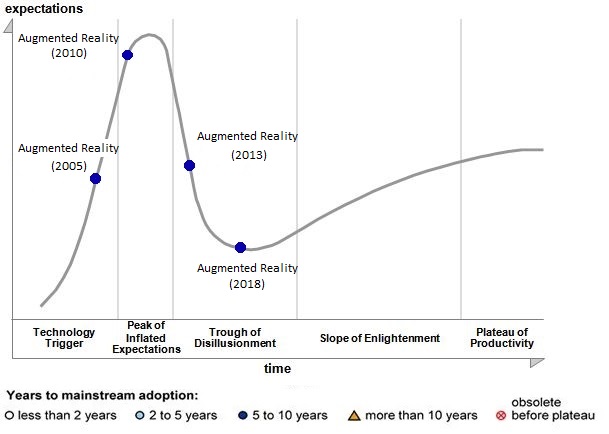 expectations
Augmented Reality
(2010)
Augmented Reality
(2005)
Augmented Reality
(2013)
Augmented Reality
(2018)
Technology
Trigger
Peak of
Inflated
Expectations
Trough of
Disillusionment
Slope of Enlightenment
Plateau of
Productivity
time
Years to mainstream adoption:
less than 2 years
2 to 5 years
5 to 10 years
more than 10 years
obsolete
before plateau